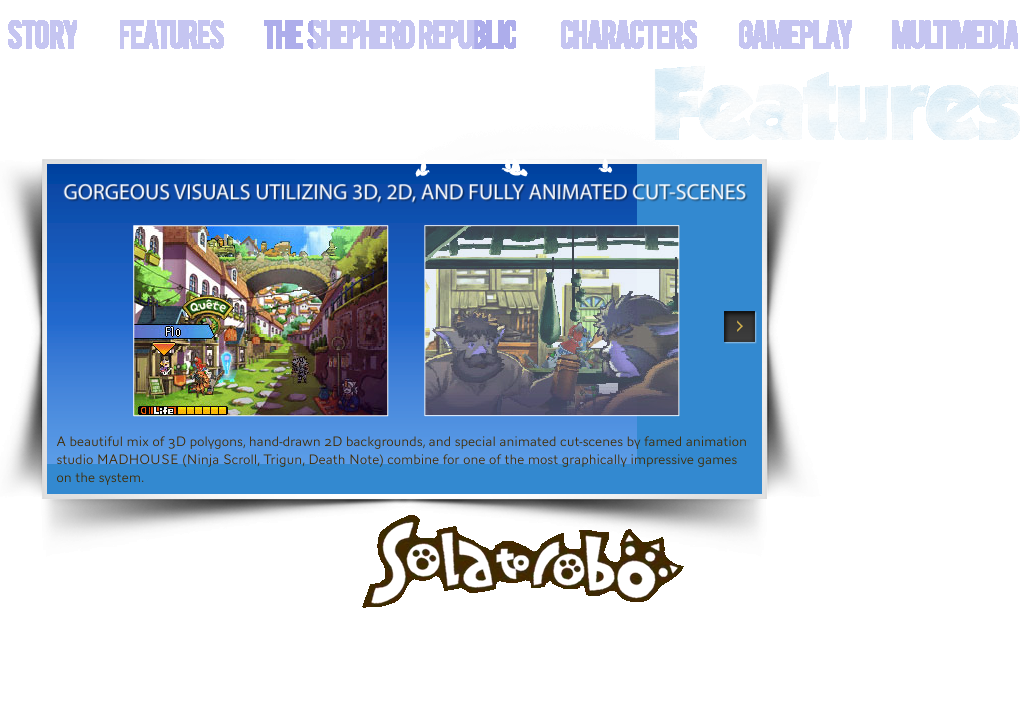 STORY FEATURES THE SHEPHERD REPUBLIC CHARACTERS GAMEPLAY MULTIMEDIA
Features
GORGEOUS VISUALS UTILIZING 3D, 2D, AND FULLY ANIMATED CUT-SCENES
Quête
Flo
Life
A beautiful mix of 3D polygons, hand-drawn 2D backgrounds, and special animated cut-scenes by famed animation
studio MADHOUSE (Ninja Scroll, Trigun, Death Note) combine for one of the most graphically impressive games
on the system.
Solatorobo